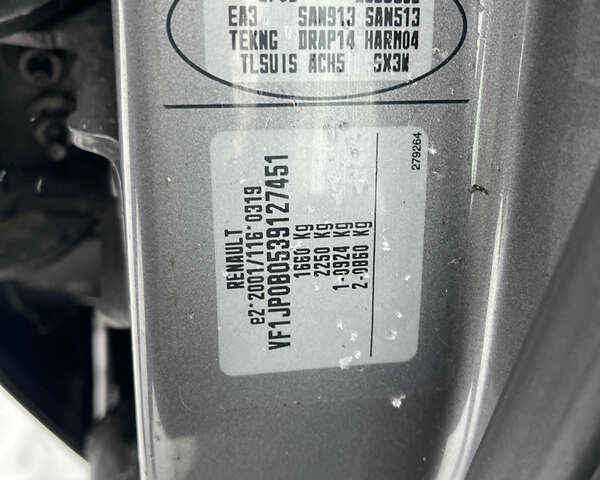 EA3 SAN913 SAN513
TEKNG DRAP14 HARM04
TLSUIS ACH5 SX3W
RENAULT
e2*2001/116*0319
VF1JP0B0539127451
1660 Kg
2250 Kg
1-0924 Kg
2-0860 Kg
279264